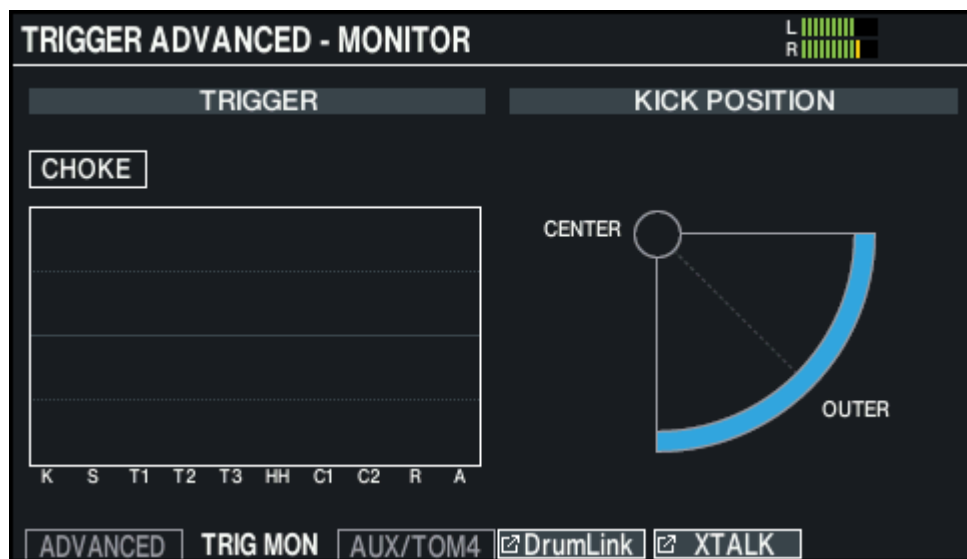 TRIGGER ADVANCED - MONITOR
L
R
TRIGGER
KICK POSITION
CHOKE
CENTER
OUTER
K S T1 T2 T3 HH C1 C2 R A
ADVANCED TRIG MON AUX/TOM4 DrumLink XTALK